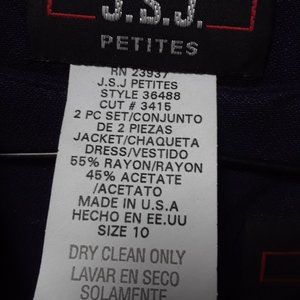 J.S.J.
PETITES
RN 23937
J.S.J PETITES
STYLE 36488
CUT # 3415
2 PC SET/CONJUNTO
DE 2 PIEZAS
JACKET/CHAQUETA
DRESS/VESTIDO
55% RAYON/RAYON
45% ACETATE
/ACETATO
MADE IN U.S.A
HECHO EN EE.UU
SIZE 10
DRY CLEAN ONLY
LAVAR EN SECO
SOLAMENTE